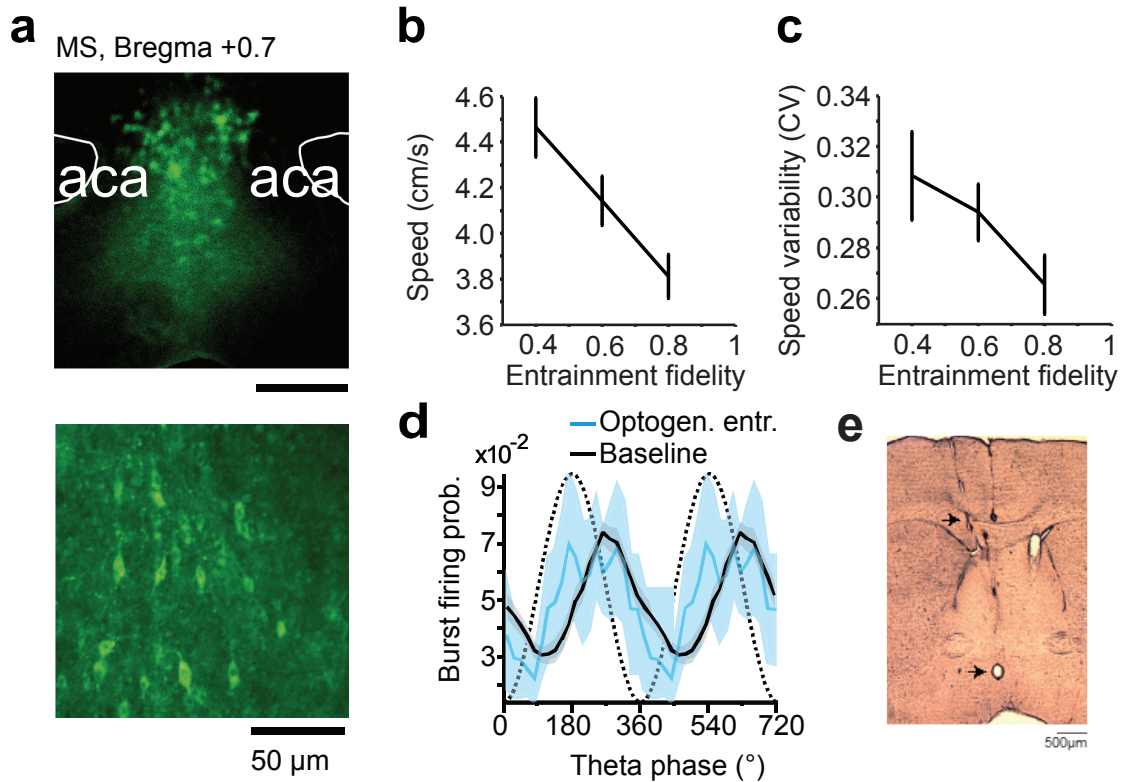 a
MS, Bregma +0.7
aca aca
50 µm
b
Speed (cm/s)
4.6
4.4
4.2
4.0
3.8
3.6
0.4 0.6 0.8 1
Entrainment fidelity
c
Speed variability (CV)
0.34
0.32
0.30
0.28
0.26
0.4 0.6 0.8 1
Entrainment fidelity
d
Optogen. entr.
Baseline
x10-2
Burst firing prob.
9
7
5
3
0 180 360 540 720
Theta phase (°)
e
500µm